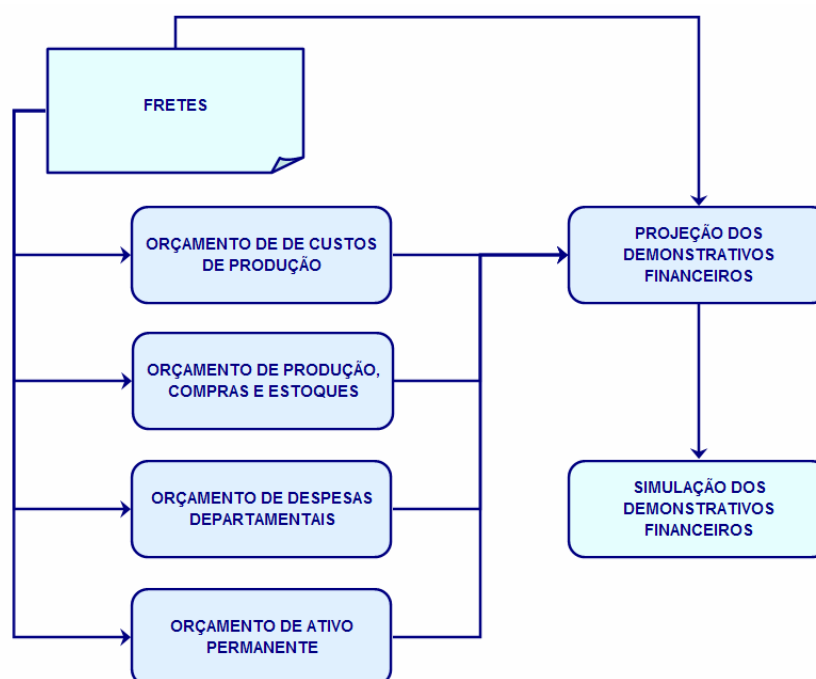 FRETES
ORÇAMENTO DE DE CUSTOS
DE PRODUÇÃO
PROJEÇÃO DOS
DEMONSTRATIVOS
FINANCEIROS
ORÇAMENTO DE PRODUÇÃO,
COMPRAS E ESTOQUES
ORÇAMENTO DE DESPESAS
DEPARTAMENTAIS
SIMULAÇÃO DOS
DEMONSTRATIVOS
FINANCEIROS
ORÇAMENTO DE ATIVO
PERMANENTE